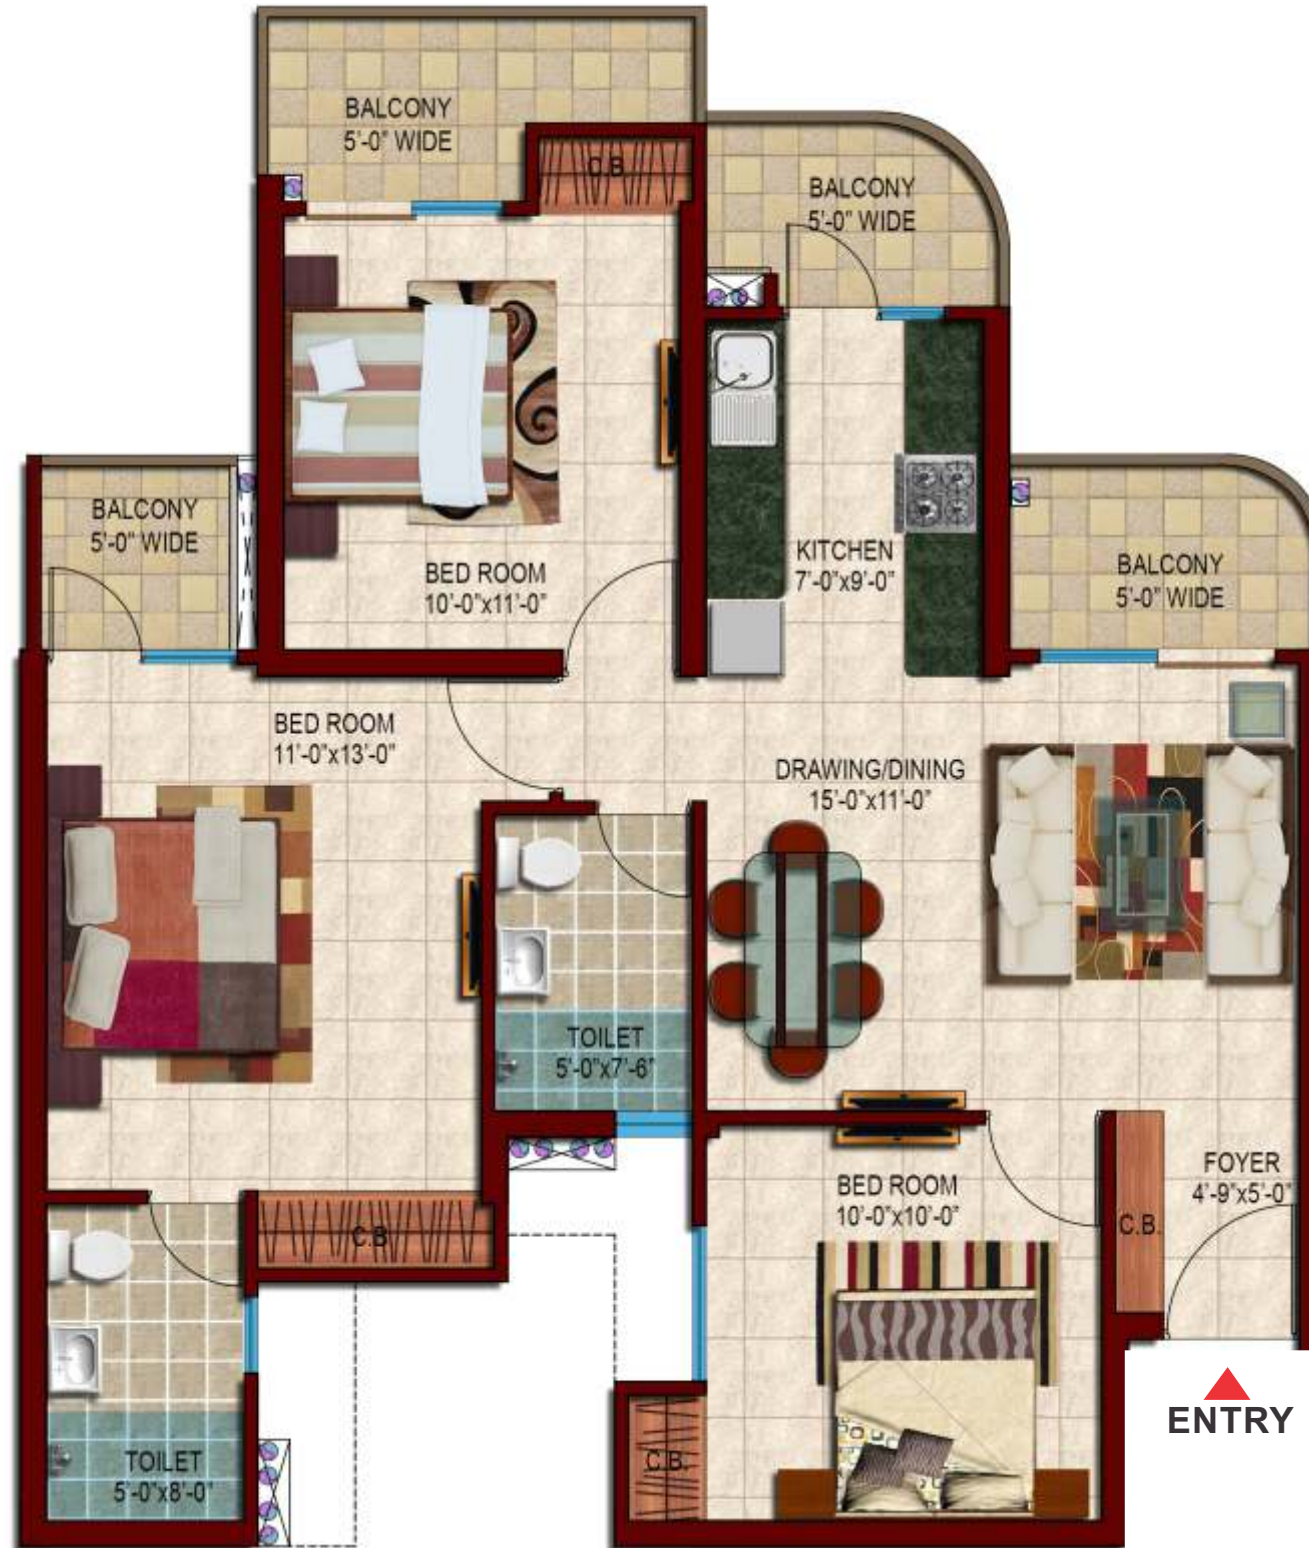 BALCONY
5'-0" WIDE
C.B.
BALCONY
5'-0" WIDE
BALCONY
5'-0" WIDE
BED ROOM
10'-0"x11'-0"
KITCHEN
7'-0"x9'-0"
BALCONY
5'-0" WIDE
BED ROOM
11'-0"x13'-0"
DRAWING/DINING
15'-0"x11'-0"
TOILET
5'-0"x7'-6"
BED ROOM
10'-0"x10'-0"
FOYER
4'-9"x5'-0"
C.B.
C.B.
ENTRY
TOILET
5'-0"x8'-0"
C.B.